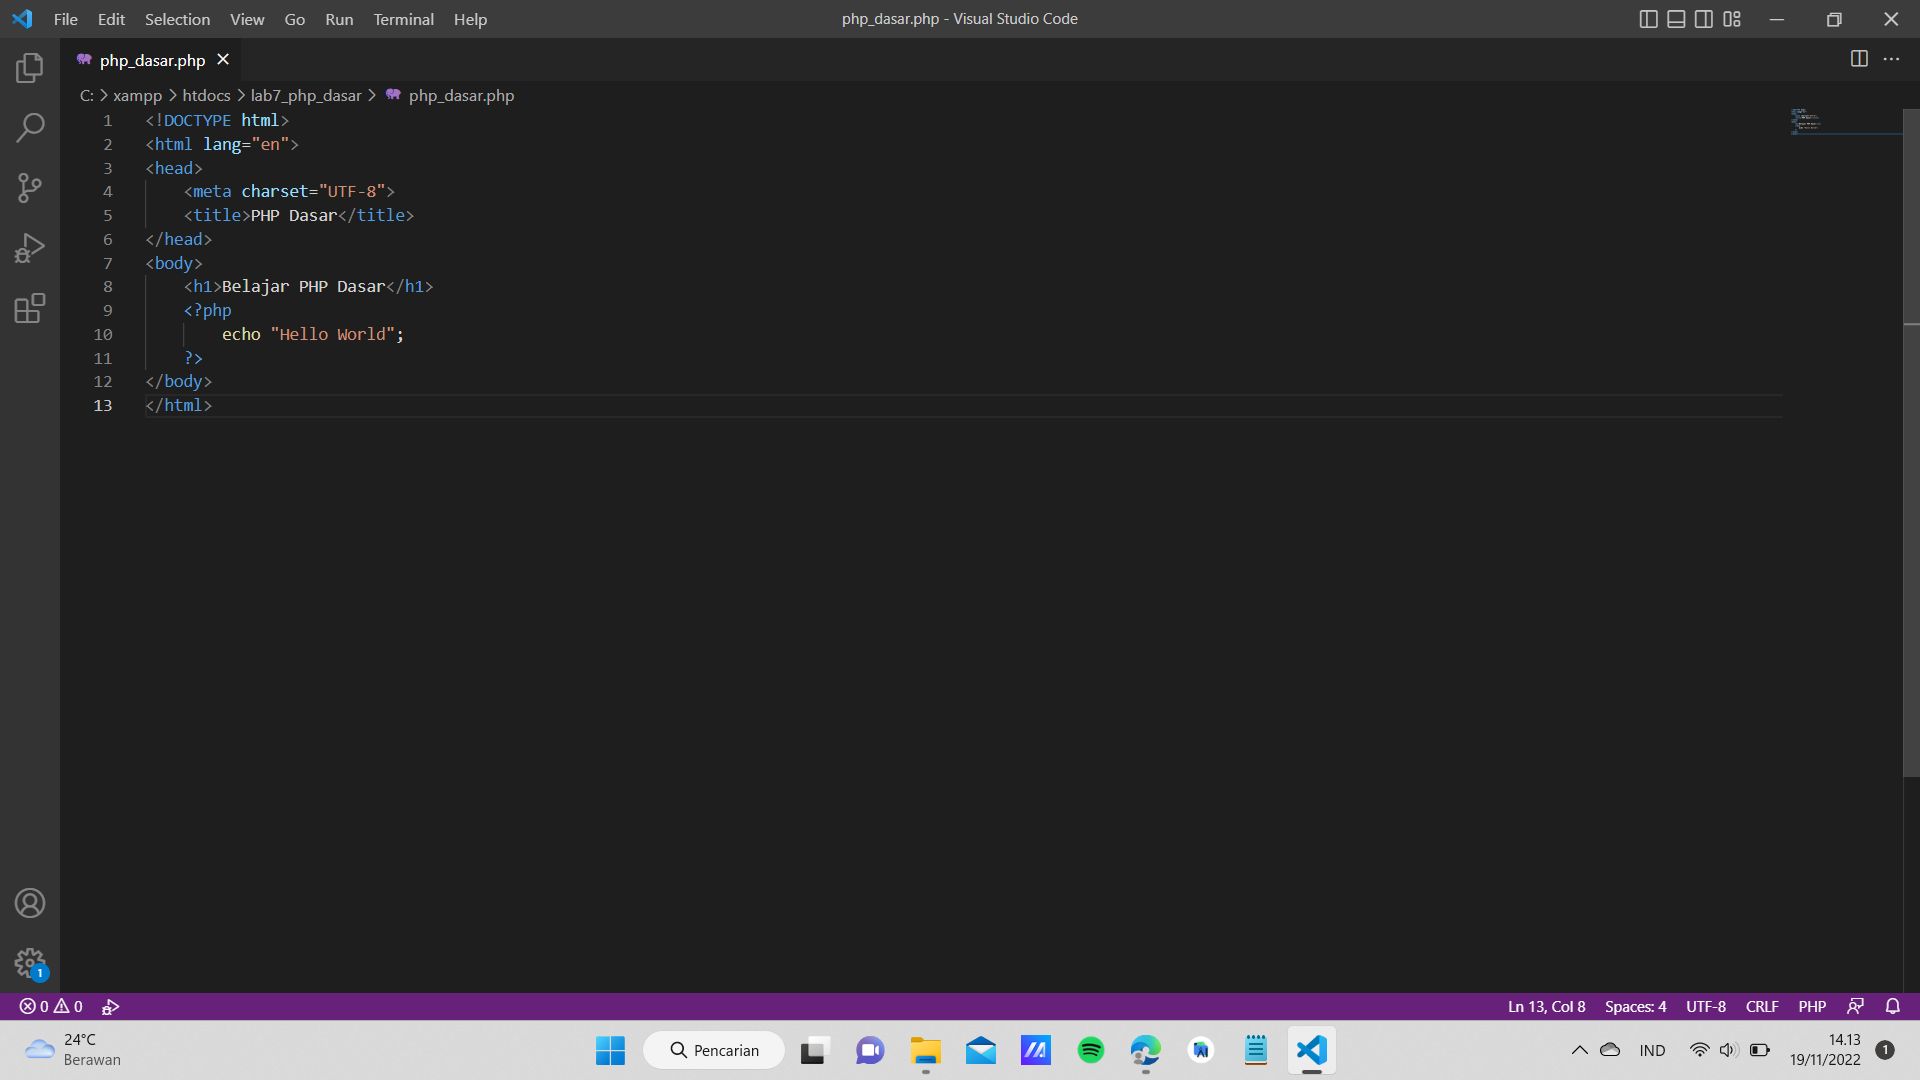 File Edit Selection View Go Run Terminal Help
php_dasar.php - Visual Studio Code
php_dasar.php
C: > xampp > htdocs > lab7_php_dasar > php_dasar.php
1 <!DOCTYPE html>
2 <html lang="en">
3 <head>
4     <meta charset="UTF-8">
5     <title>PHP Dasar</title>
6 </head>
7 <body>
8     <h1>Belajar PHP Dasar</h1>
9     <?php
10         echo "Hello World";
11     ?>
12 </body>
13 </html>
1
0 0
Ln 13, Col 8 Spaces: 4 UTF-8 CRLF PHP
24°C
Berawan
Pencarian
AI
IND
14.13
19/11/2022
1